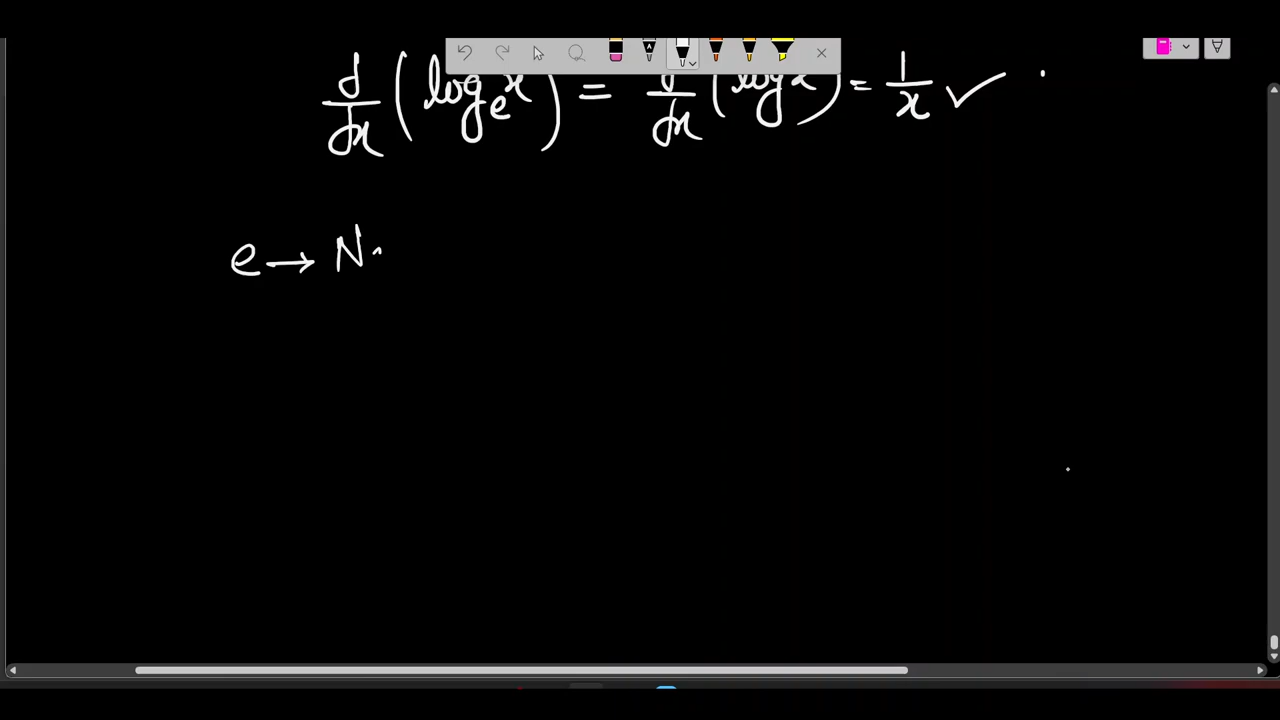 d/dx (log_e x) = d/dx (log x) = 1/x ✓
e → N